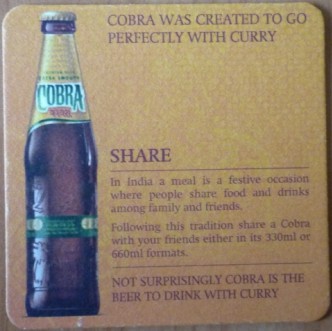 COBRA WAS CREATED TO GO
PERFECTLY WITH CURRY
COBRA
SHARE
In India a meal is a festive occasion
where people share food and drinks
among family and friends.
Following this tradition share a Cobra
with your friends either in its 330ml or
660ml formats.
NOT SURPRISINGLY COBRA IS THE
BEER TO DRINK WITH CURRY